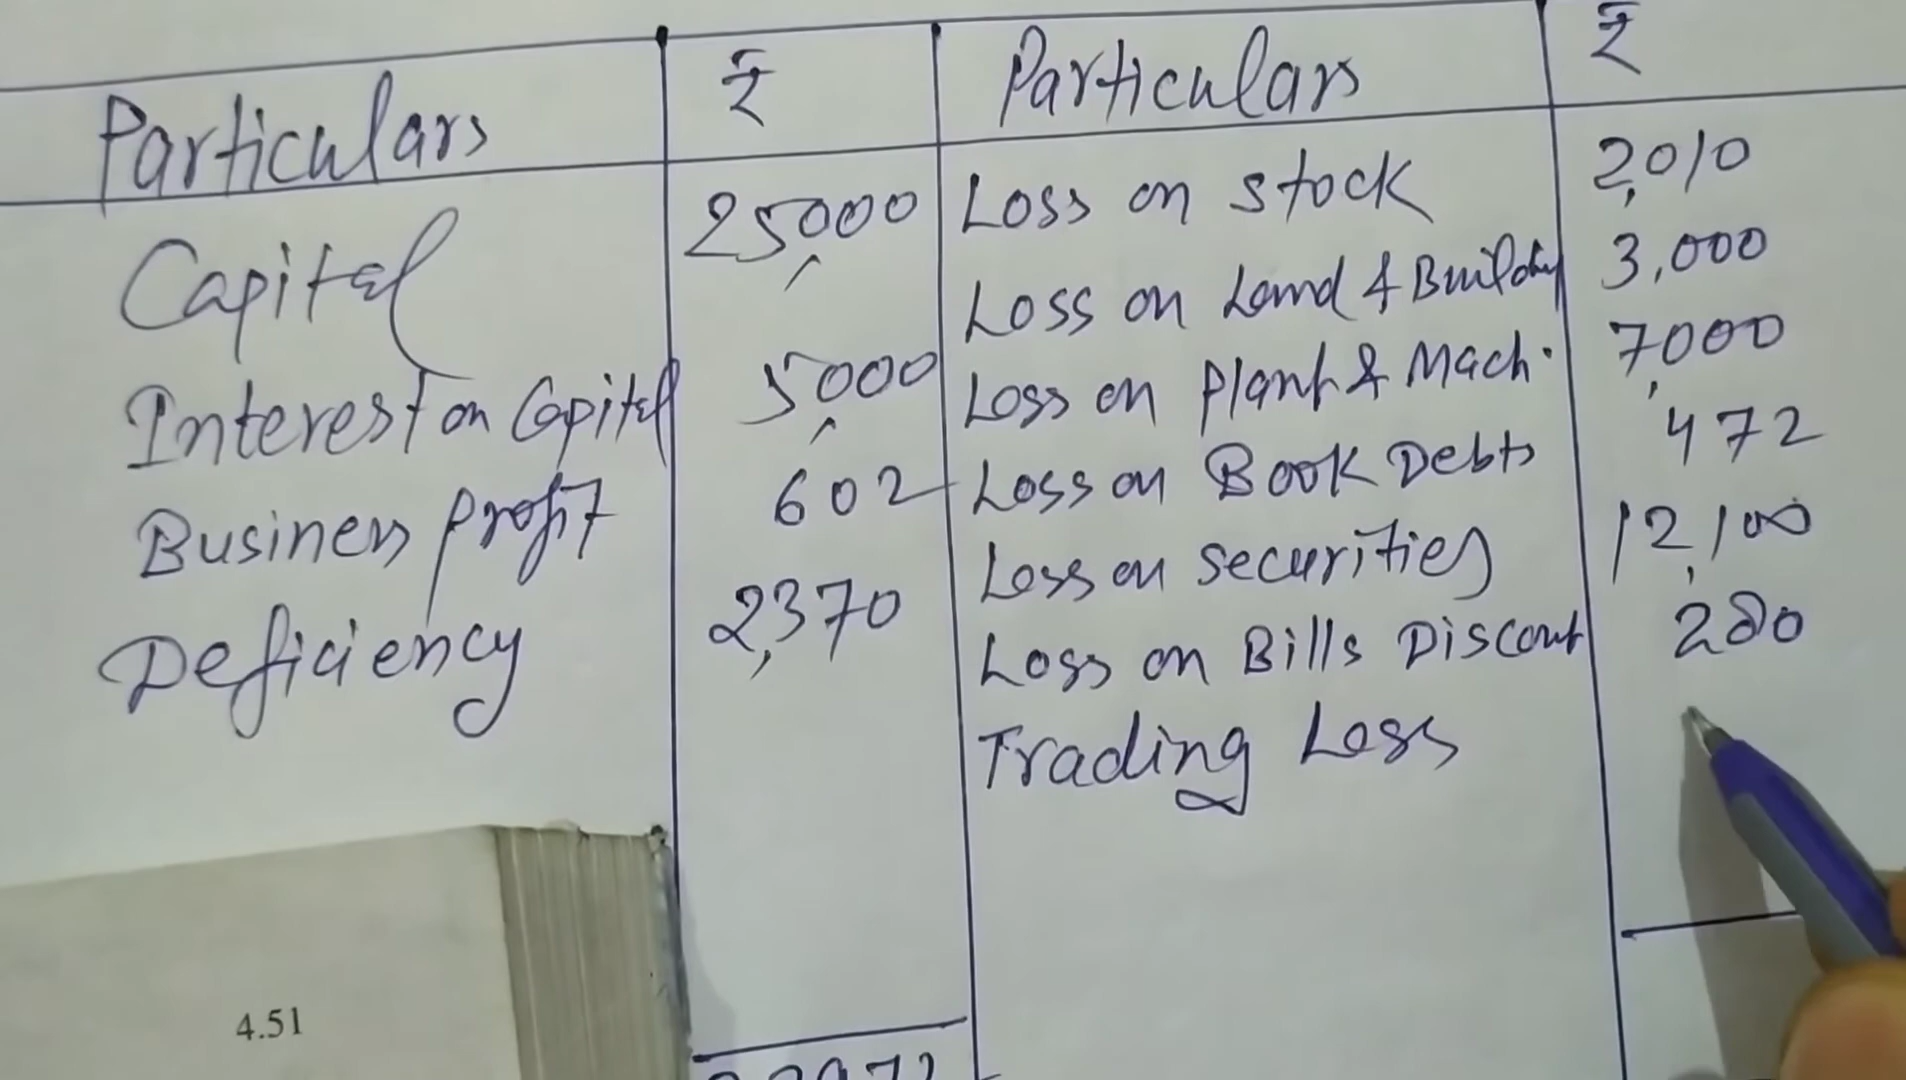 Particulars ₹ Particulars ₹
Capital 25,000 Loss on stock 2,010
Loss on Land & Building 3,000
Interest on Capital 5,000 Loss on Plant & Mach. 7,000
Business profit 602 Loss on Book Debts 472
Loss on securities 12,100
Deficiency 2,370 Loss on Bills Discount 280
Trading Loss
4.51